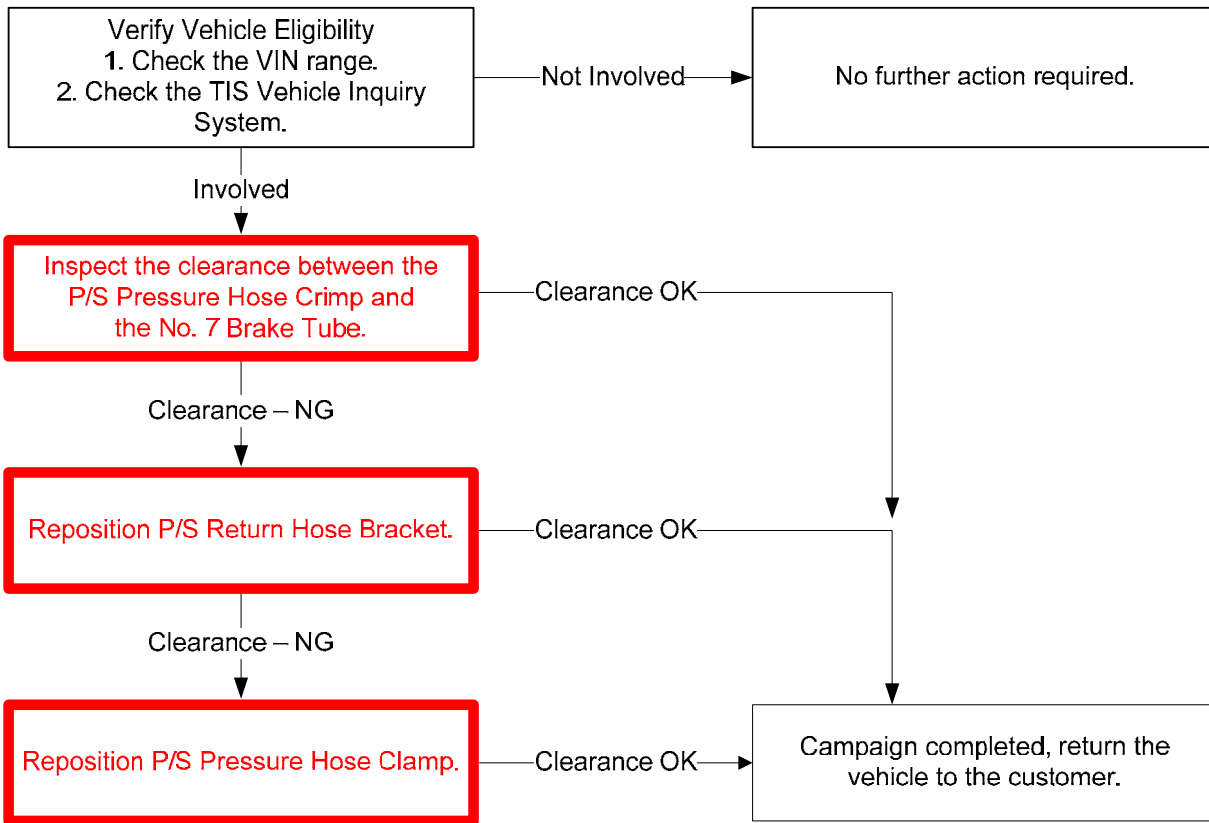 Verify Vehicle Eligibility
1. Check the VIN range.
2. Check the TIS Vehicle Inquiry
System.
Not Involved
No further action required.
Involved
Inspect the clearance between the
P/S Pressure Hose Crimp and
the No. 7 Brake Tube.
Clearance OK
Clearance – NG
Reposition P/S Return Hose Bracket.
Clearance OK
Clearance – NG
Reposition P/S Pressure Hose Clamp.
Clearance OK
Campaign completed, return the
vehicle to the customer.